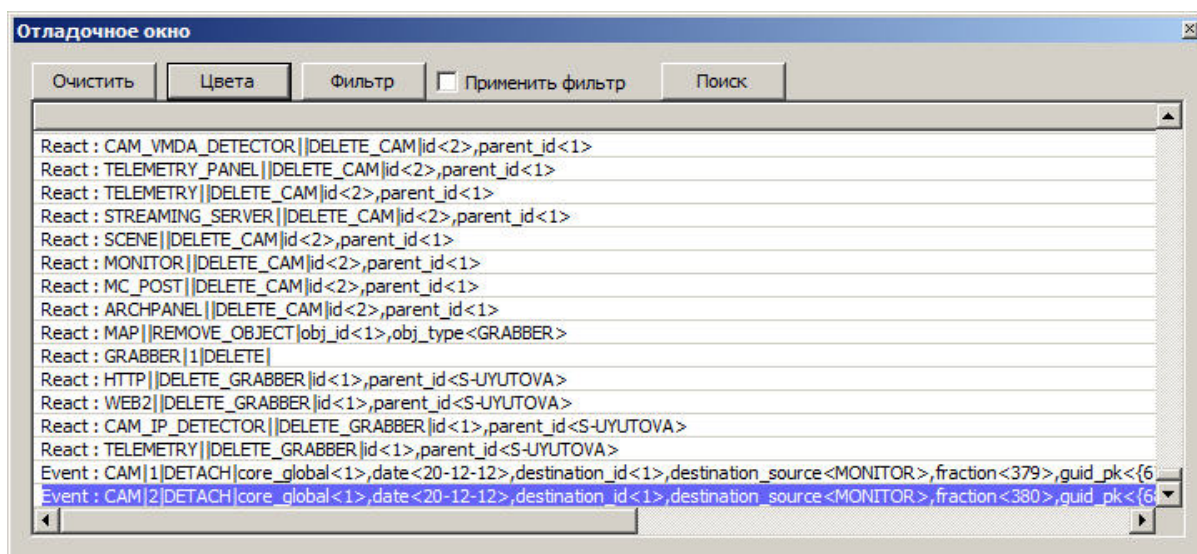 Отладочное окно
Очистить Цвета Фильтр Применить фильтр Поиск
React : CAM_VMDA_DETECTOR||DELETE_CAM|id<2>,parent_id<1>
React : TELEMETRY_PANEL||DELETE_CAM|id<2>,parent_id<1>
React : TELEMETRY||DELETE_CAM|id<2>,parent_id<1>
React : STREAMING_SERVER||DELETE_CAM|id<2>,parent_id<1>
React : SCENE||DELETE_CAM|id<2>,parent_id<1>
React : MONITOR||DELETE_CAM|id<2>,parent_id<1>
React : MC_POST||DELETE_CAM|id<2>,parent_id<1>
React : ARCHPANEL||DELETE_CAM|id<2>,parent_id<1>
React : MAP||REMOVE_OBJECT|obj_id<1>,obj_type<GRABBER>
React : GRABBER|1|DELETE|
React : HTTP||DELETE_GRABBER|id<1>,parent_id<S-UYUTOVA>
React : WEB2||DELETE_GRABBER|id<1>,parent_id<S-UYUTOVA>
React : CAM_IP_DETECTOR||DELETE_GRABBER|id<1>,parent_id<S-UYUTOVA>
React : TELEMETRY||DELETE_GRABBER|id<1>,parent_id<S-UYUTOVA>
Event : CAM|1|DETACH|core_global<1>,date<20-12-12>,destination_id<1>,destination_source<MONITOR>,fraction<379>,guid_pk<{6
Event : CAM|2|DETACH|core_global<1>,date<20-12-12>,destination_id<1>,destination_source<MONITOR>,fraction<380>,guid_pk<{6